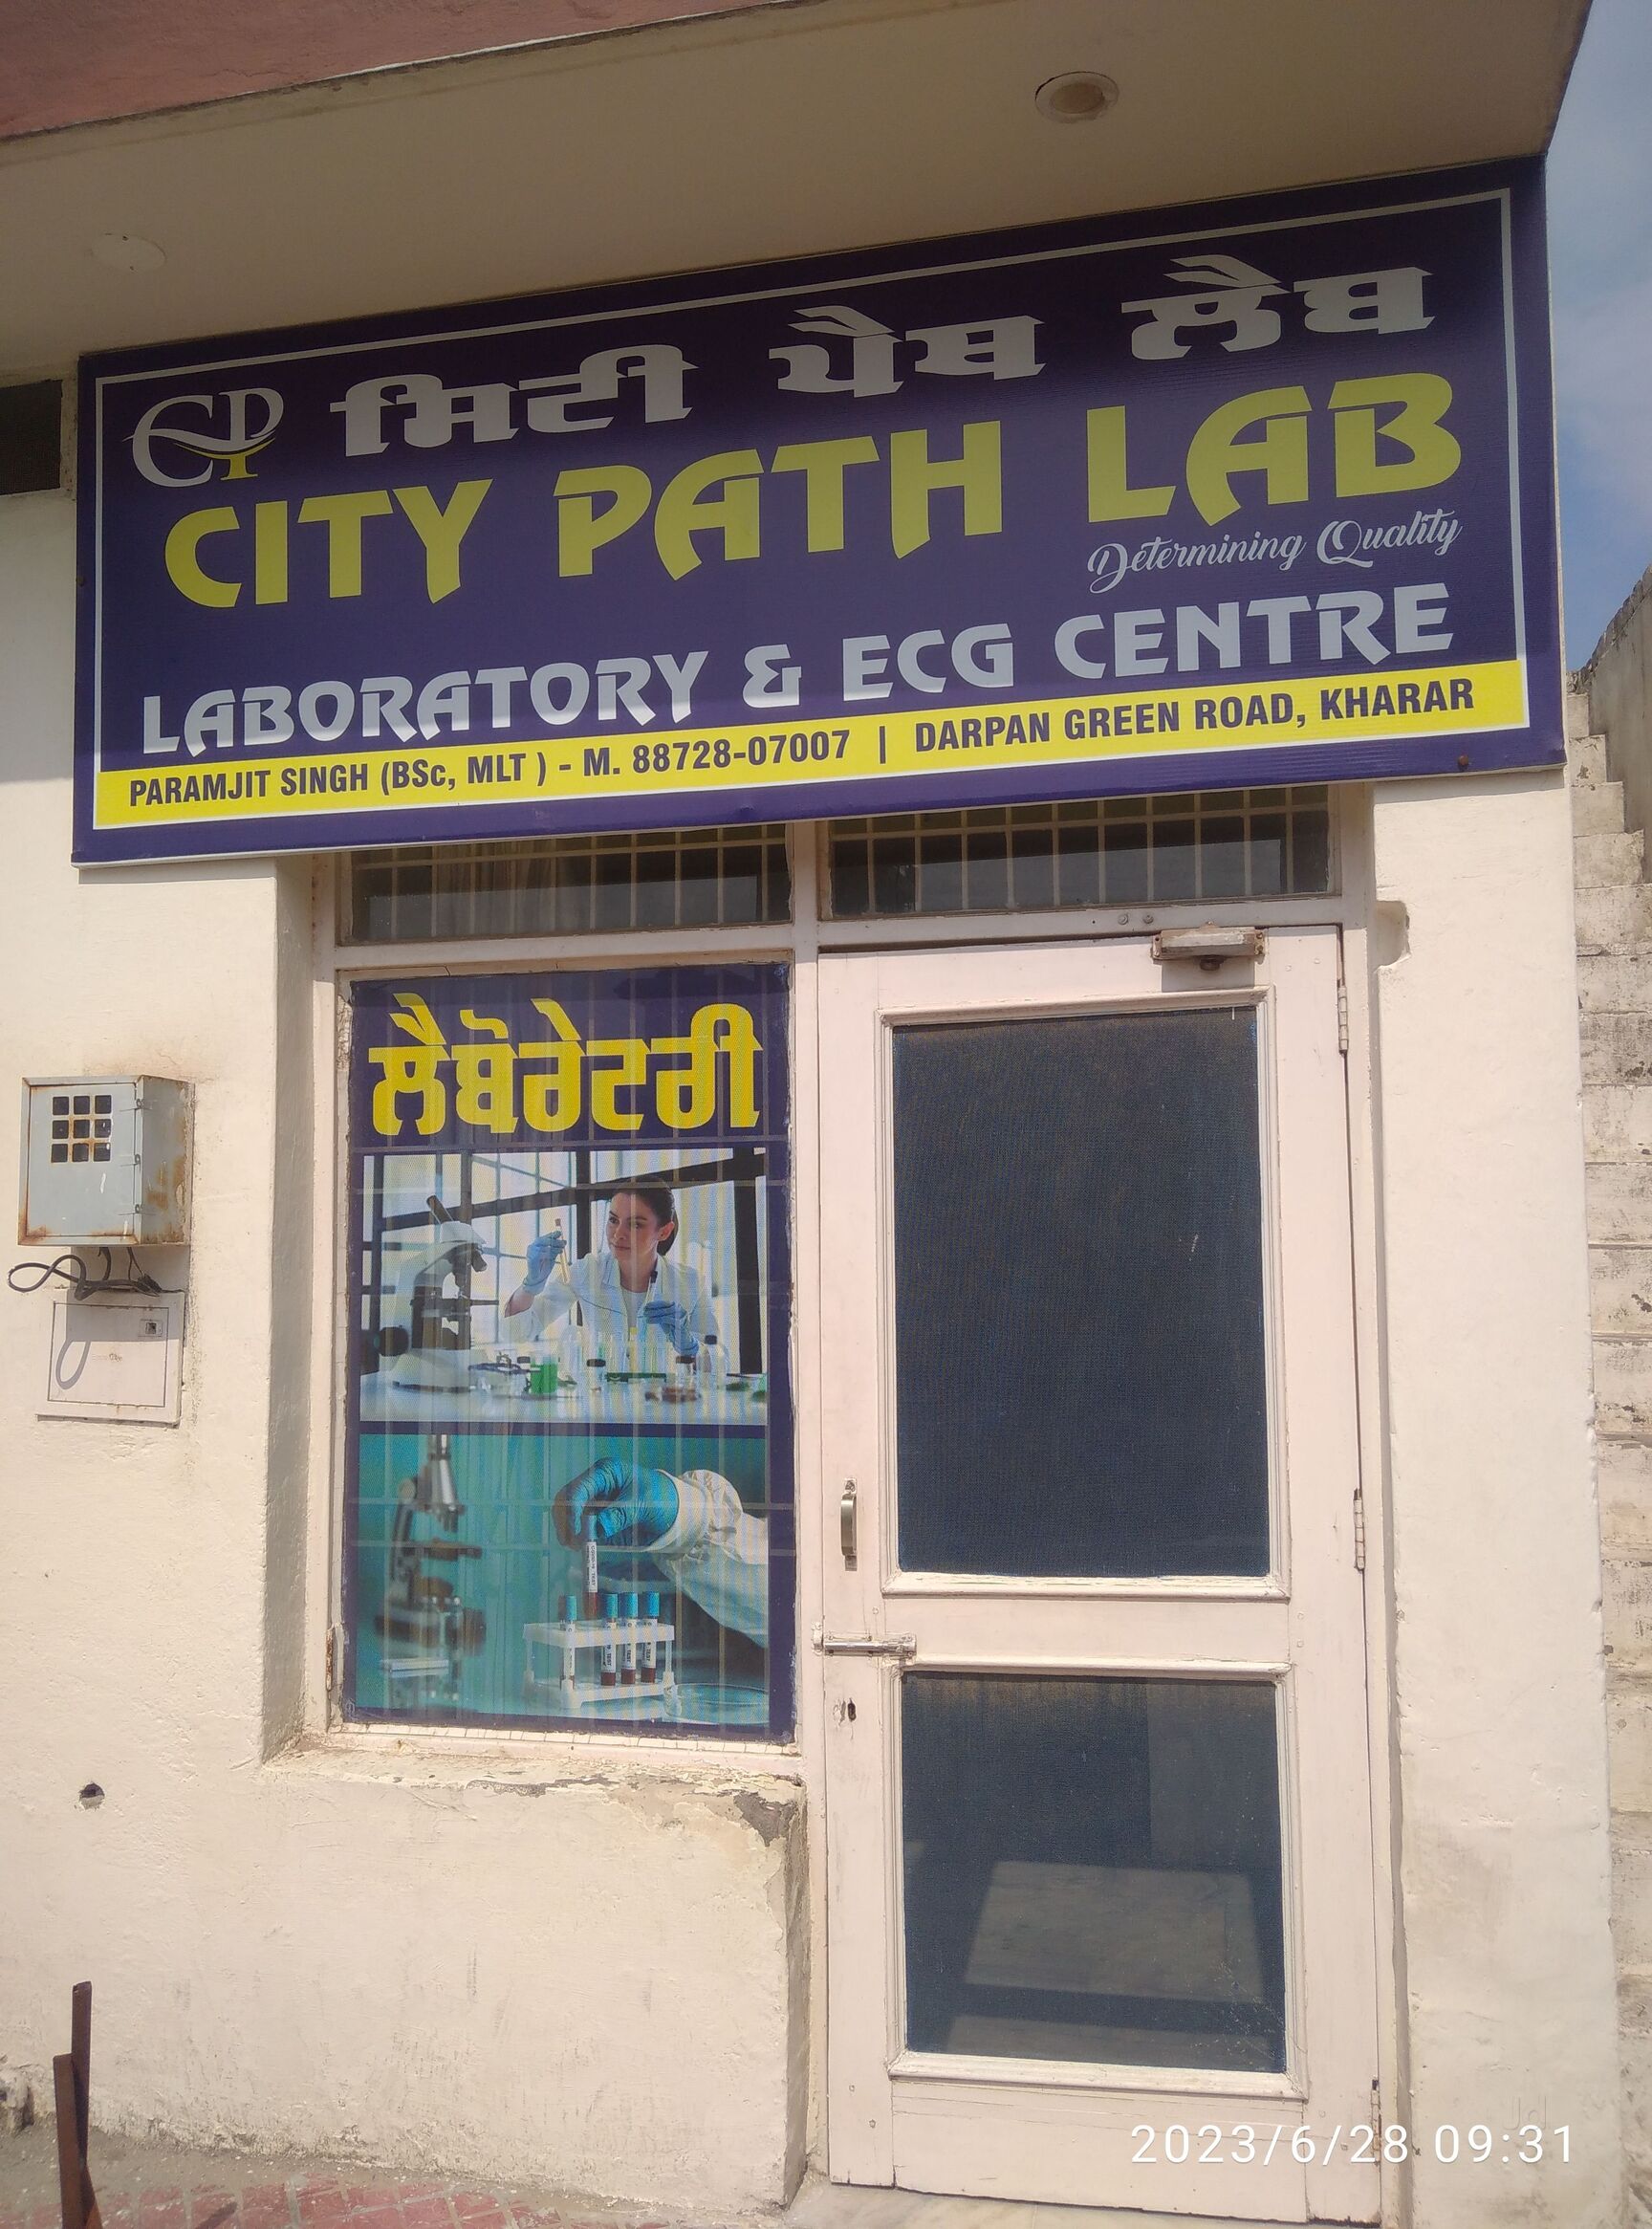 CP ਸਿਟੀ ਪੈਥ ਲੈਬ
CITY PATH LAB
Determining Quality
LABORATORY & ECG CENTRE
PARAMJIT SINGH (BSc, MLT ) - M. 88728-07007 | DARPAN GREEN ROAD, KHARAR
ਲੈਬੋਰੇਟਰੀ
2023/6/28 09:31